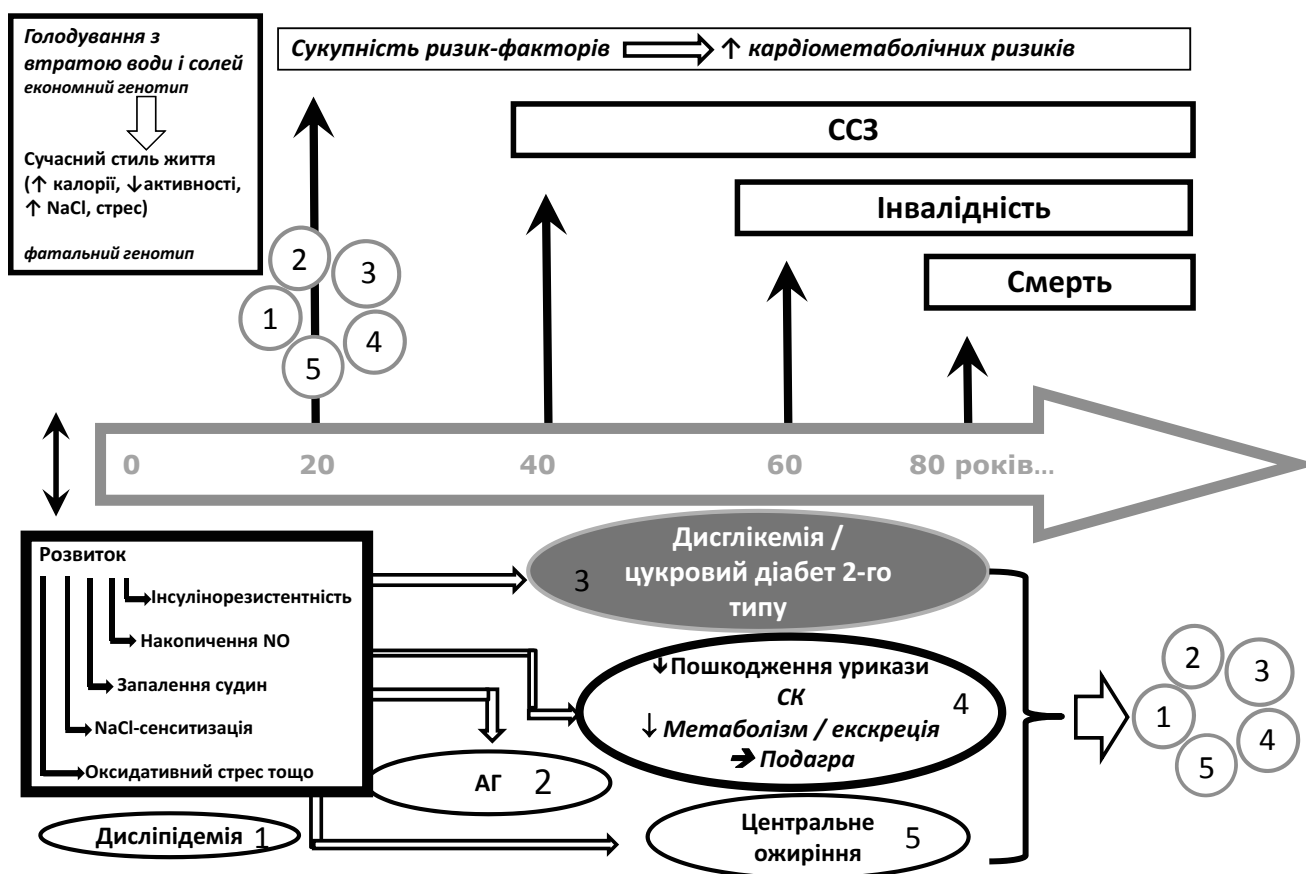 Голодування з
втратою води і солей
економний генотип
Сучасний стиль життя
(↑ калорії, ↓активності,
↑ NaCl, стрес)
фатальний генотип
Сукупність ризик-факторів ⇒ ↑ кардіометаболічних ризиків
ССЗ
Інвалідність
Смерть
2
3
1
4
5
0 20 40 60 80 років...
Розвиток
Інсулінорезистентність
Накопичення NO
Запалення судин
NaCl-сенситизація
Оксидативний стрес тощо
Дисліпідемія 1
АГ 2
3
Дисглікемія /
цукровий діабет 2-го
типу
↓Пошкодження урикази
СК
4
↓ Метаболізм / екскреція
➔ Подагра
Центральне
ожиріння
5
2
3
1
4
5